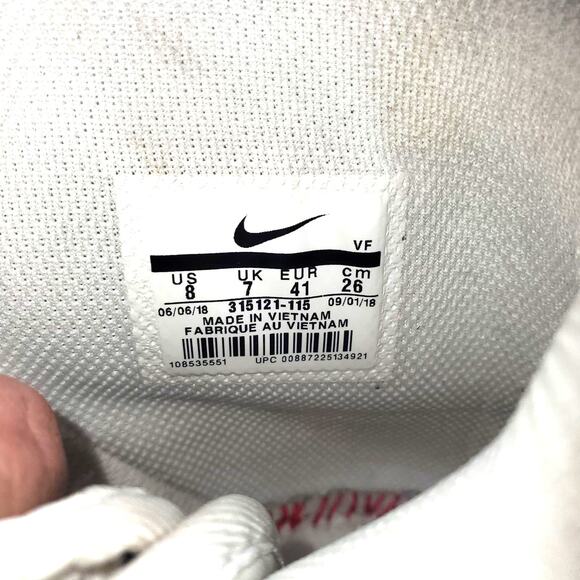 VF
US UK EUR cm
8 7 41 26
06/06/18 315121-115 09/01/18
MADE IN VIETNAM
FABRIQUE AU VIETNAM
108535551 UPC 00887225134921